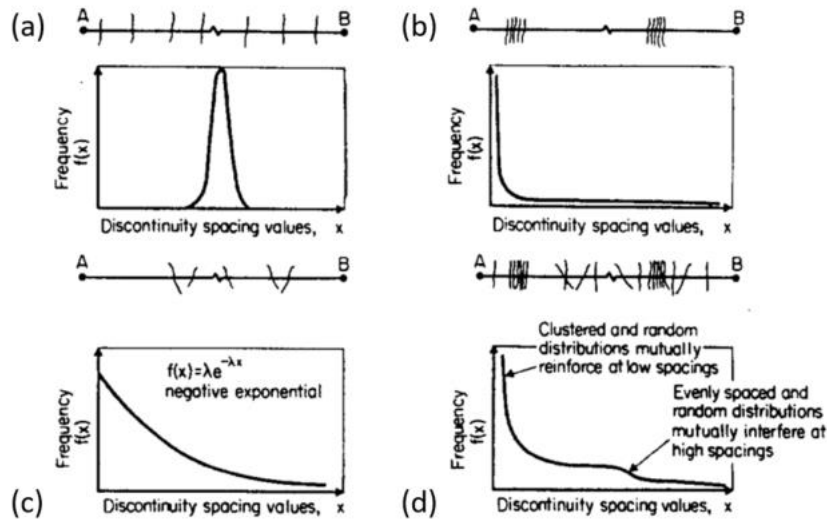 (a)
A
B
Frequency
f(x)
Discontinuity spacing values, x
(b)
A
B
Frequency
f(x)
Discontinuity spacing values, x
(c)
A
B
f(x)=λe^-λx
negative exponential
Frequency
f(x)
Discontinuity spacing values, x
(d)
A
B
Clustered and random
distributions mutually
reinforce at low spacings
Evenly spaced and
random distributions
mutually interfere at
high spacings
Frequency
f(x)
Discontinuity spacing values, x